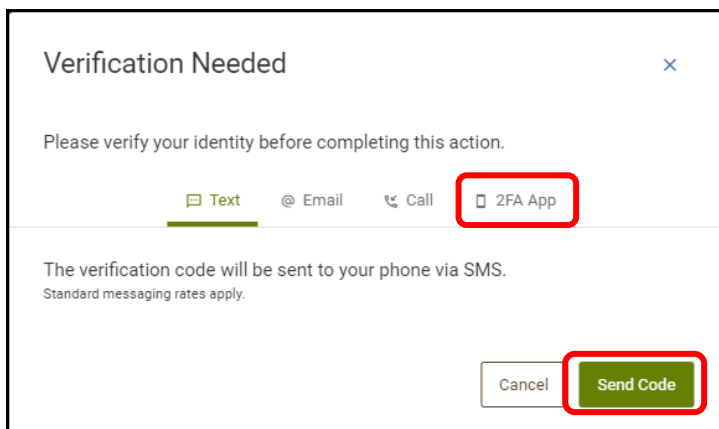 Verification Needed
Please verify your identity before completing this action.
Text @ Email Call 2FA App
The verification code will be sent to your phone via SMS.
Standard messaging rates apply.
Cancel Send Code